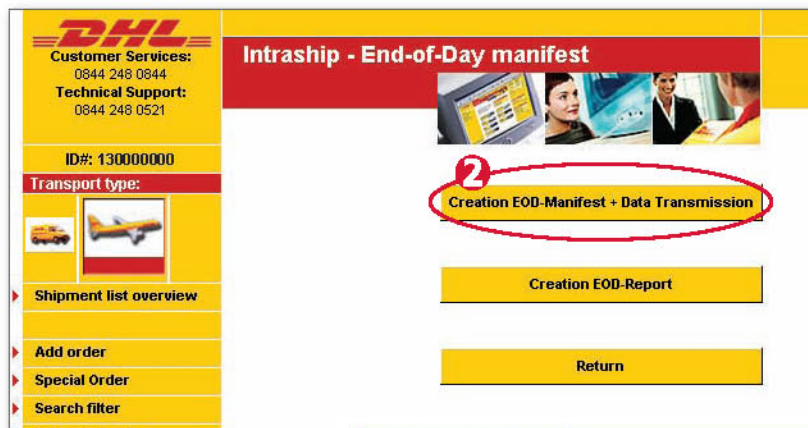 DHL
Customer Services:
0844 248 0844
Technical Support:
0844 248 0521
ID#: 130000000
Transport type:
Shipment list overview
Add order
Special Order
Search filter
Intraship - End-of-Day manifest
2
Creation EOD-Manifest + Data Transmission
Creation EOD-Report
Return